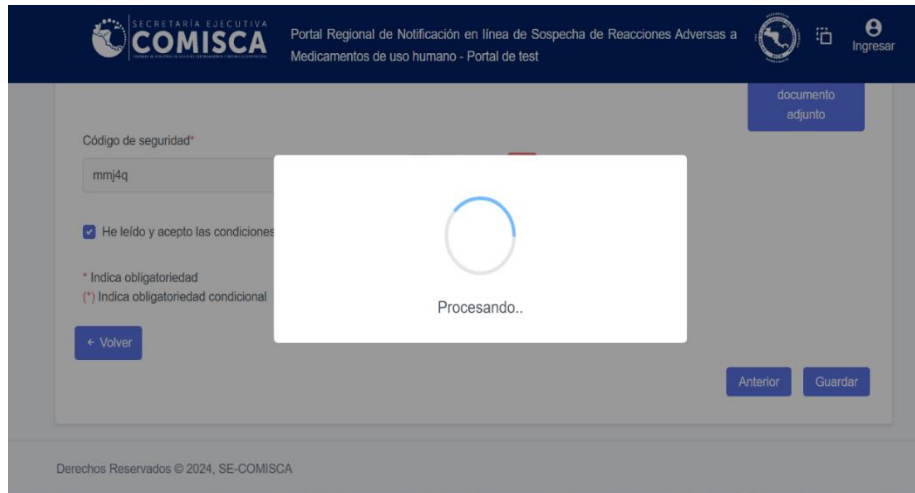 SECRETARÍA EJECUTIVA
COMISCA
Portal Regional de Notificación en línea de Sospecha de Reacciones Adversas a
Medicamentos de uso humano - Portal de test
Ingresar
documento
adjunto
Código de seguridad*
mmj4q
He leído y acepto las condiciones
* Indica obligatoriedad
(*) Indica obligatoriedad condicional
Procesando..
← Volver
Anterior
Guardar
Derechos Reservados © 2024, SE-COMISCA